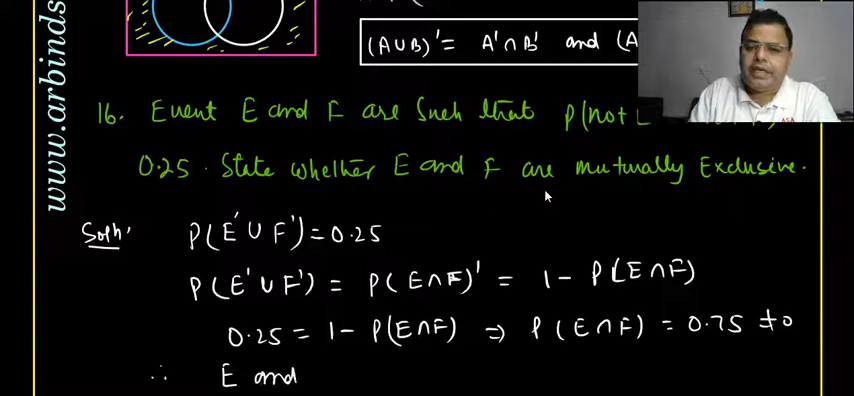 www.arbinds
(A∪B)' = A' ∩ B' and (A
16. Event E and F are such that P(not E
0.25. State whether E and F are mutually Exclusive.
Soln. P(E' ∪ F') = 0.25
P(E' ∪ F') = P(E∩F)' = 1 - P(E∩F)
0.25 = 1 - P(E∩F) ⇒ P(E∩F) = 0.75 ≠0
∴ E and
ASA